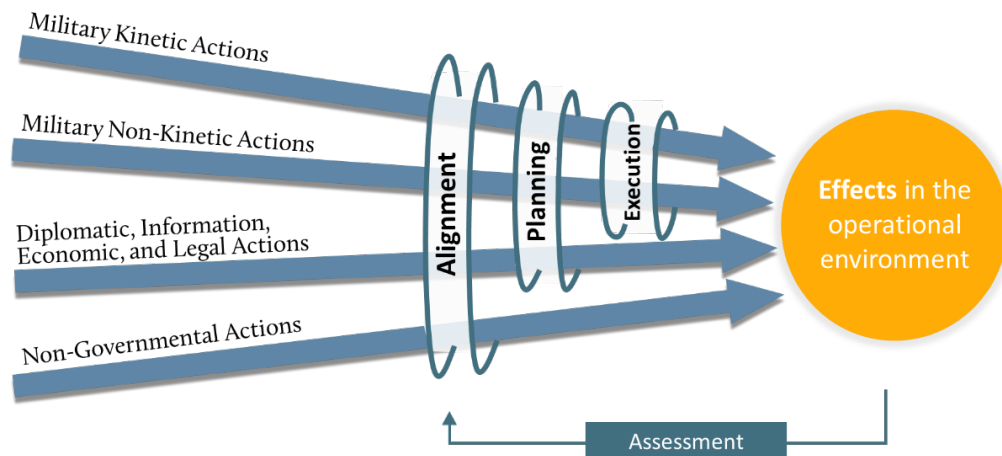 Military Kinetic Actions
Military Non-Kinetic Actions
Diplomatic, Information,
Economic, and Legal Actions
Non-Governmental Actions
Alignment
Planning
Execution
Effects in the
operational
environment
Assessment